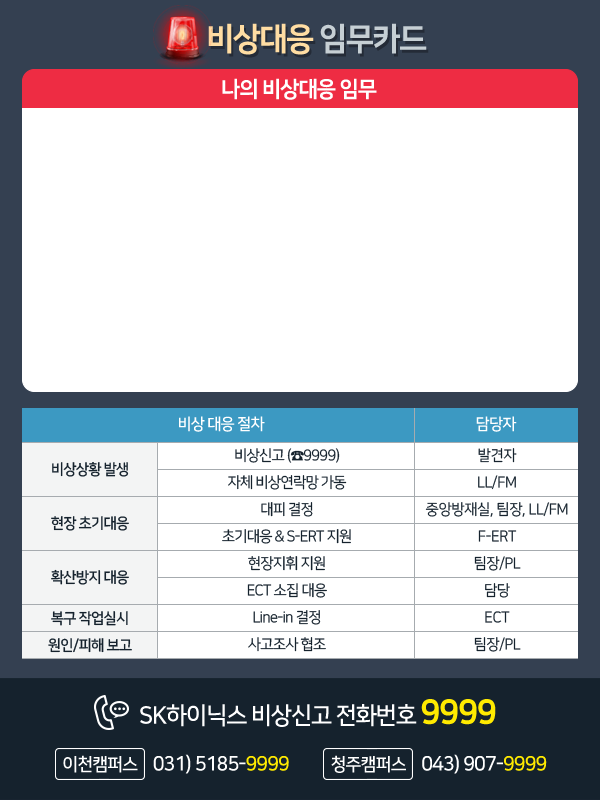 비상대응 임무카드
나의 비상대응 임무
비상 대응 절차 담당자
비상상황 발생
비상신고 (☎9999) 발견자
자체 비상연락망 가동 LL/FM
현장 초기대응
대피 결정 중앙방재실, 팀장, LL/FM
초기대응 & S-ERT 지원 F-ERT
확산방지 대응
현장지휘 지원 팀장/PL
ECT 소집 대응 담당
복구 작업실시 Line-in 결정 ECT
원인/피해 보고 사고조사 협조 팀장/PL
SK하이닉스 비상신고 전화번호 9999
이천캠퍼스 031) 5185-9999 청주캠퍼스 043) 907-9999